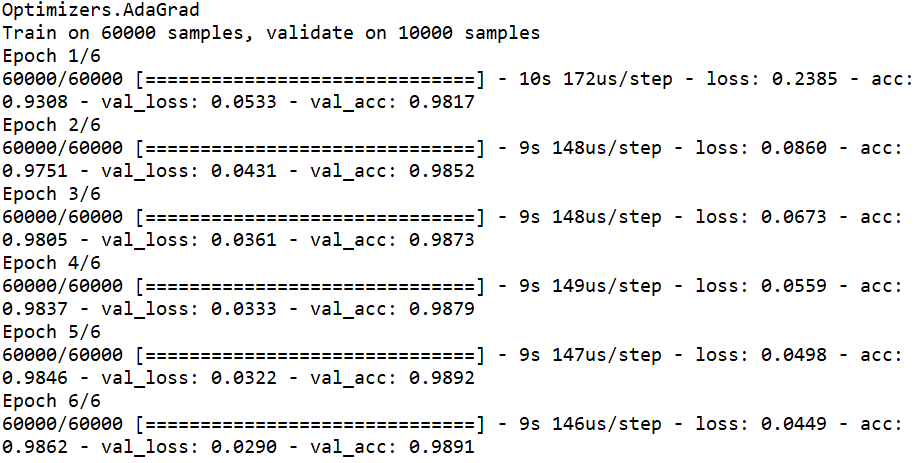 Optimizers.AdaGrad
Train on 60000 samples, validate on 10000 samples
Epoch 1/6
60000/60000 [==============================] - 10s 172us/step - loss: 0.2385 - acc:
0.9308 - val_loss: 0.0533 - val_acc: 0.9817
Epoch 2/6
60000/60000 [==============================] - 9s 148us/step - loss: 0.0860 - acc:
0.9751 - val_loss: 0.0431 - val_acc: 0.9852
Epoch 3/6
60000/60000 [==============================] - 9s 148us/step - loss: 0.0673 - acc:
0.9805 - val_loss: 0.0361 - val_acc: 0.9873
Epoch 4/6
60000/60000 [==============================] - 9s 149us/step - loss: 0.0559 - acc:
0.9837 - val_loss: 0.0333 - val_acc: 0.9879
Epoch 5/6
60000/60000 [==============================] - 9s 147us/step - loss: 0.0498 - acc:
0.9846 - val_loss: 0.0322 - val_acc: 0.9892
Epoch 6/6
60000/60000 [==============================] - 9s 146us/step - loss: 0.0449 - acc:
0.9862 - val_loss: 0.0290 - val_acc: 0.9891